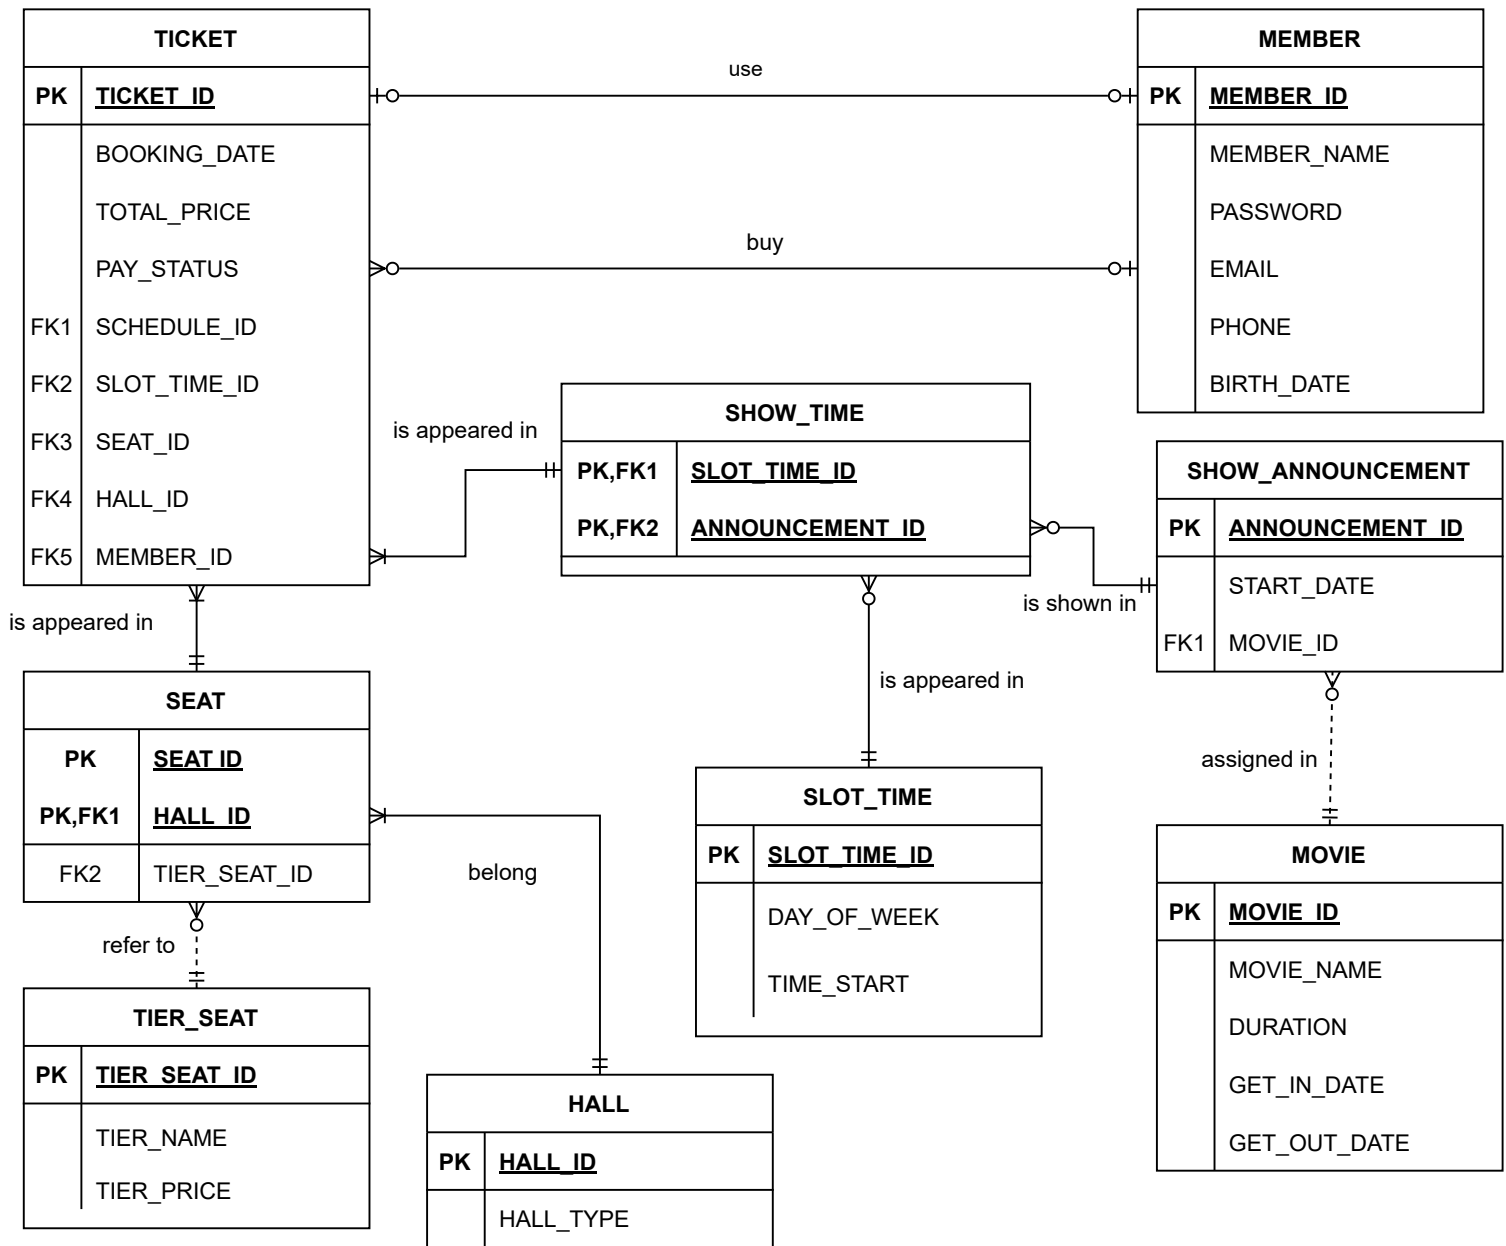 TICKET
PK TICKET_ID
BOOKING_DATE
TOTAL_PRICE
PAY_STATUS
FK1 SCHEDULE_ID
FK2 SLOT_TIME_ID
FK3 SEAT_ID
FK4 HALL_ID
FK5 MEMBER_ID
use
buy
MEMBER
PK MEMBER_ID
MEMBER_NAME
PASSWORD
EMAIL
PHONE
BIRTH_DATE
is appeared in
SHOW_TIME
PK,FK1 SLOT_TIME_ID
PK,FK2 ANNOUNCEMENT_ID
is shown in
SHOW_ANNOUNCEMENT
PK ANNOUNCEMENT_ID
START_DATE
FK1 MOVIE_ID
is appeared in
SEAT
PK SEAT ID
PK,FK1 HALL_ID
FK2 TIER_SEAT_ID
belong
is appeared in
SLOT_TIME
PK SLOT_TIME_ID
DAY_OF_WEEK
TIME_START
assigned in
MOVIE
PK MOVIE_ID
MOVIE_NAME
DURATION
GET_IN_DATE
GET_OUT_DATE
refer to
TIER_SEAT
PK TIER_SEAT_ID
TIER_NAME
TIER_PRICE
HALL
PK HALL_ID
HALL_TYPE